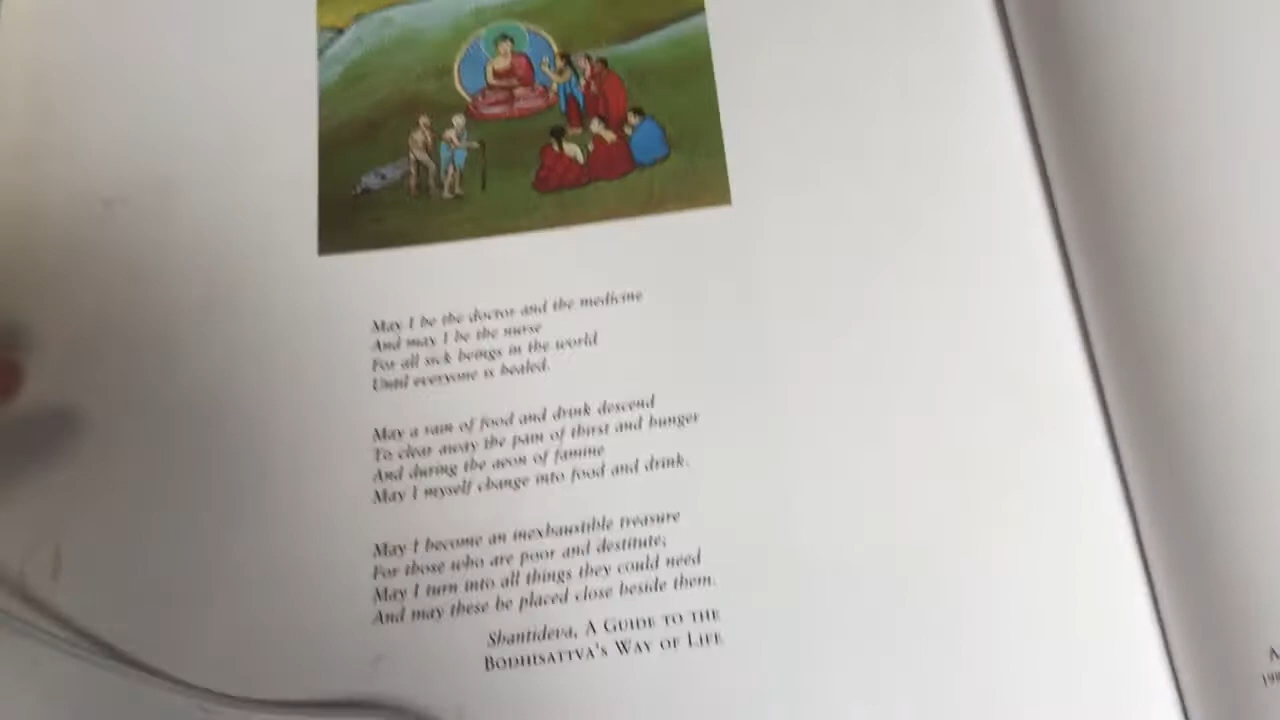 May I be the doctor and the medicine
And may I be the nurse
For all sick beings in the world
Until everyone is healed.
May a rain of food and drink descend
To clear away the pain of thirst and hunger
And during the aeon of famine
May I myself change into food and drink.
May I become an inexhaustible treasure
For those who are poor and destitute;
May I turn into all things they could need
And may these be placed close beside them.
Shantideva, A GUIDE TO THE
BODHISATTVA'S WAY OF LIFE